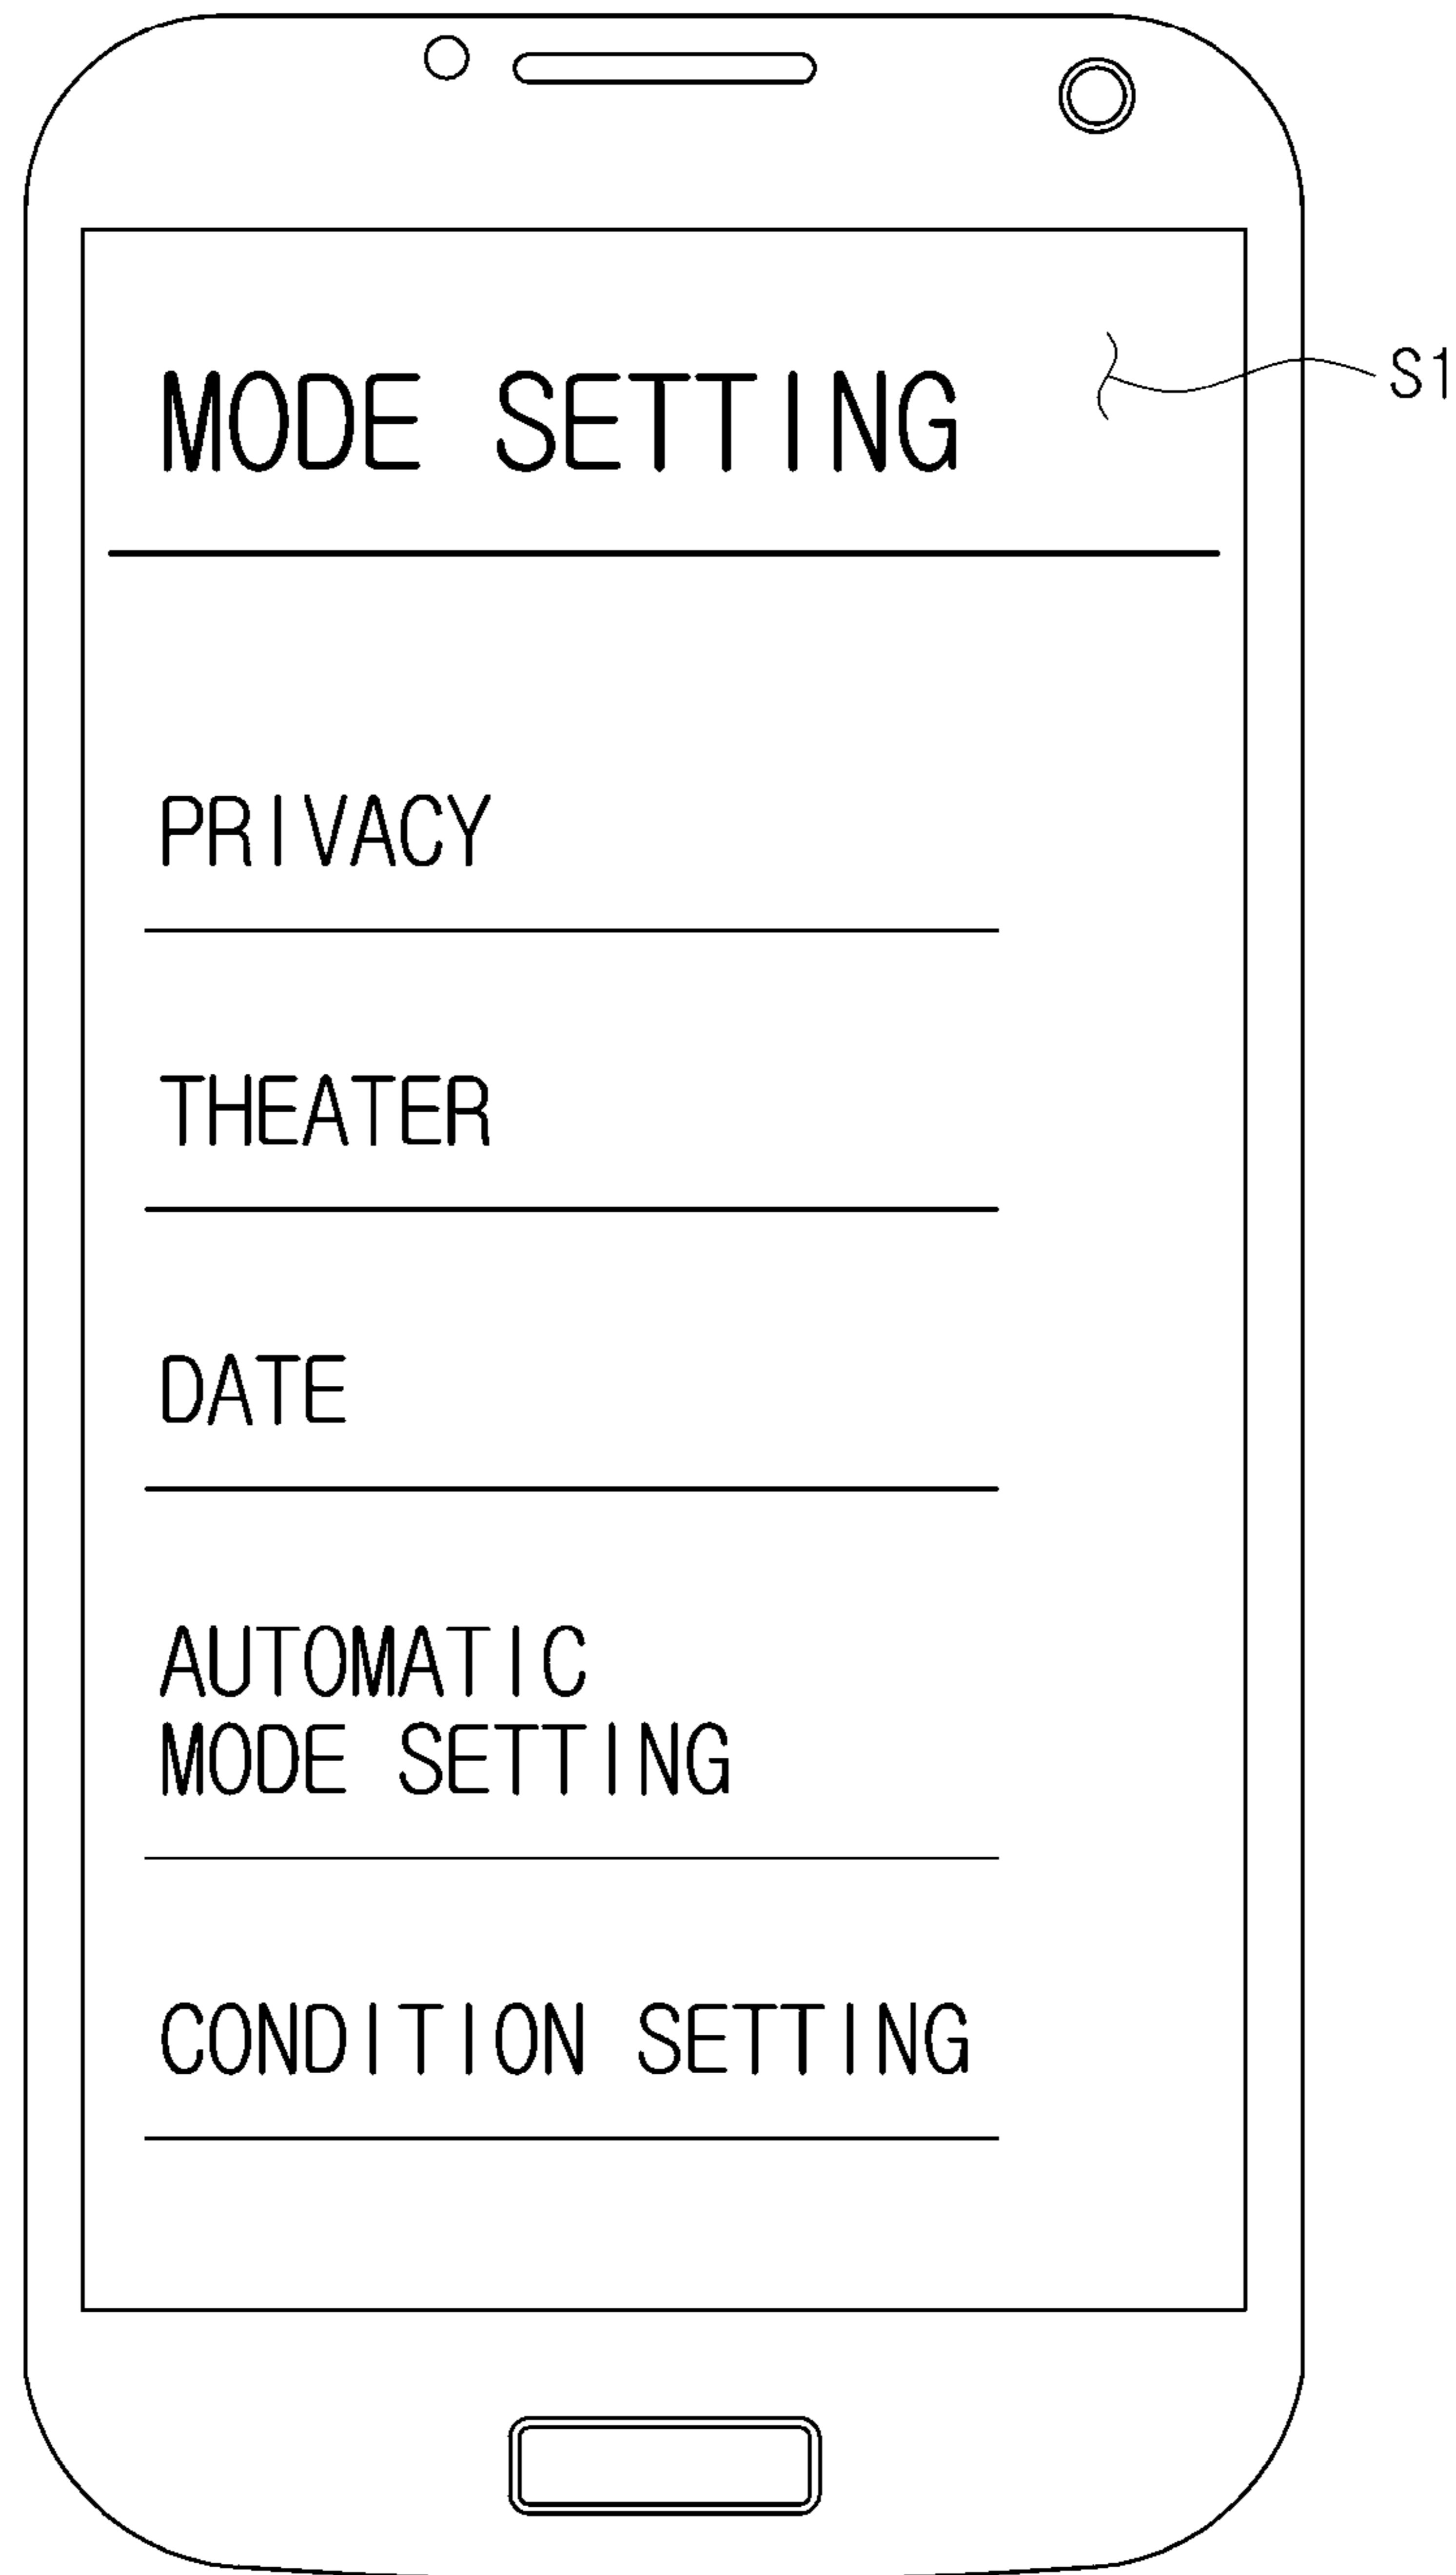 MODE SETTING
S1
PRIVACY
THEATER
DATE
AUTOMATIC
MODE SETTING
CONDITION SETTING